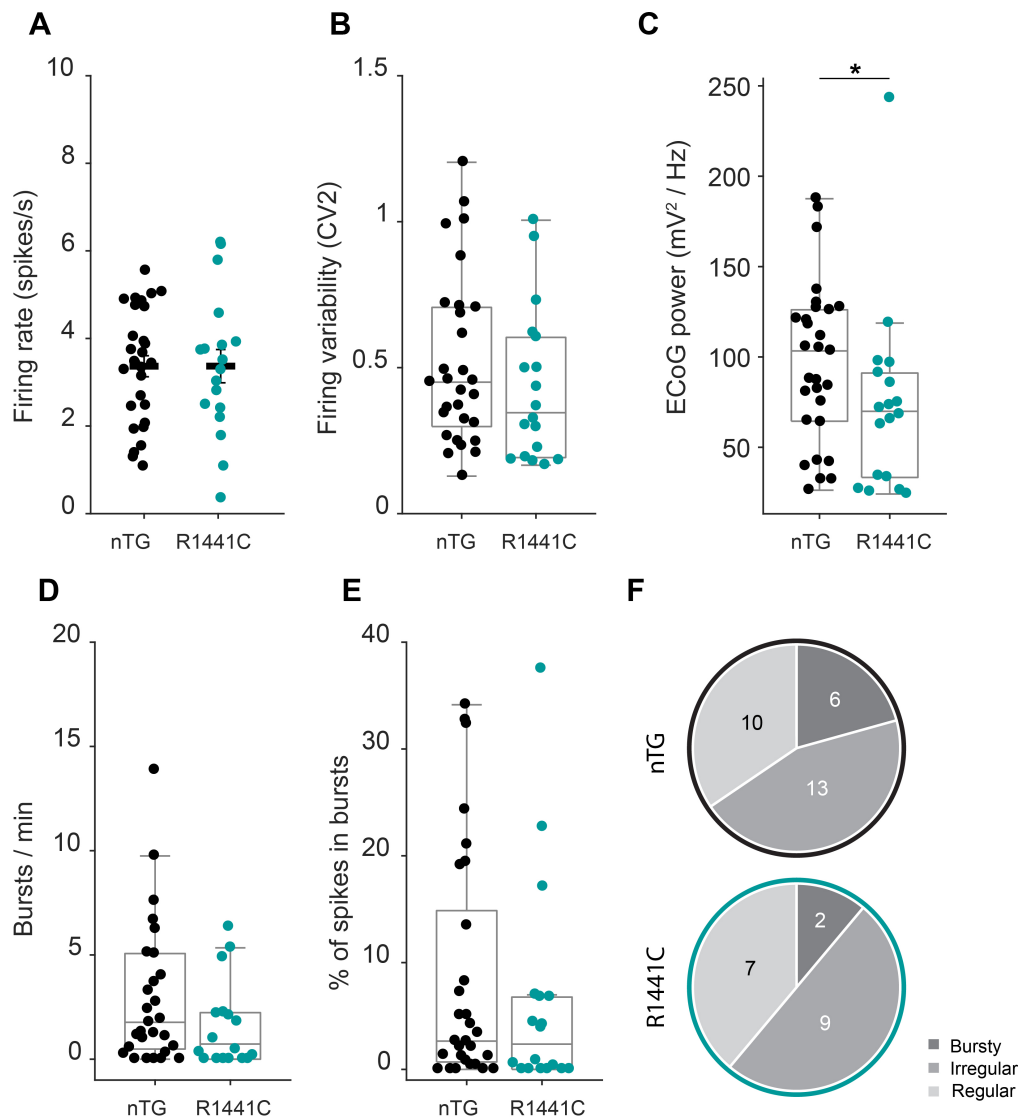 A
Firing rate (spikes/s)
10
8
6
4
2
0
nTG
R1441C
B
Firing variability (CV2)
1.5
1
0.5
0
nTG
R1441C
C
ECoG power (mV² / Hz)
250
200
150
100
50
*
nTG
R1441C
D
Bursts / min
20
15
10
5
0
nTG
R1441C
E
% of spikes in bursts
40
30
20
10
0
nTG
R1441C
F
nTG
6
10
13
R1441C
2
7
9
Bursty
Irregular
Regular